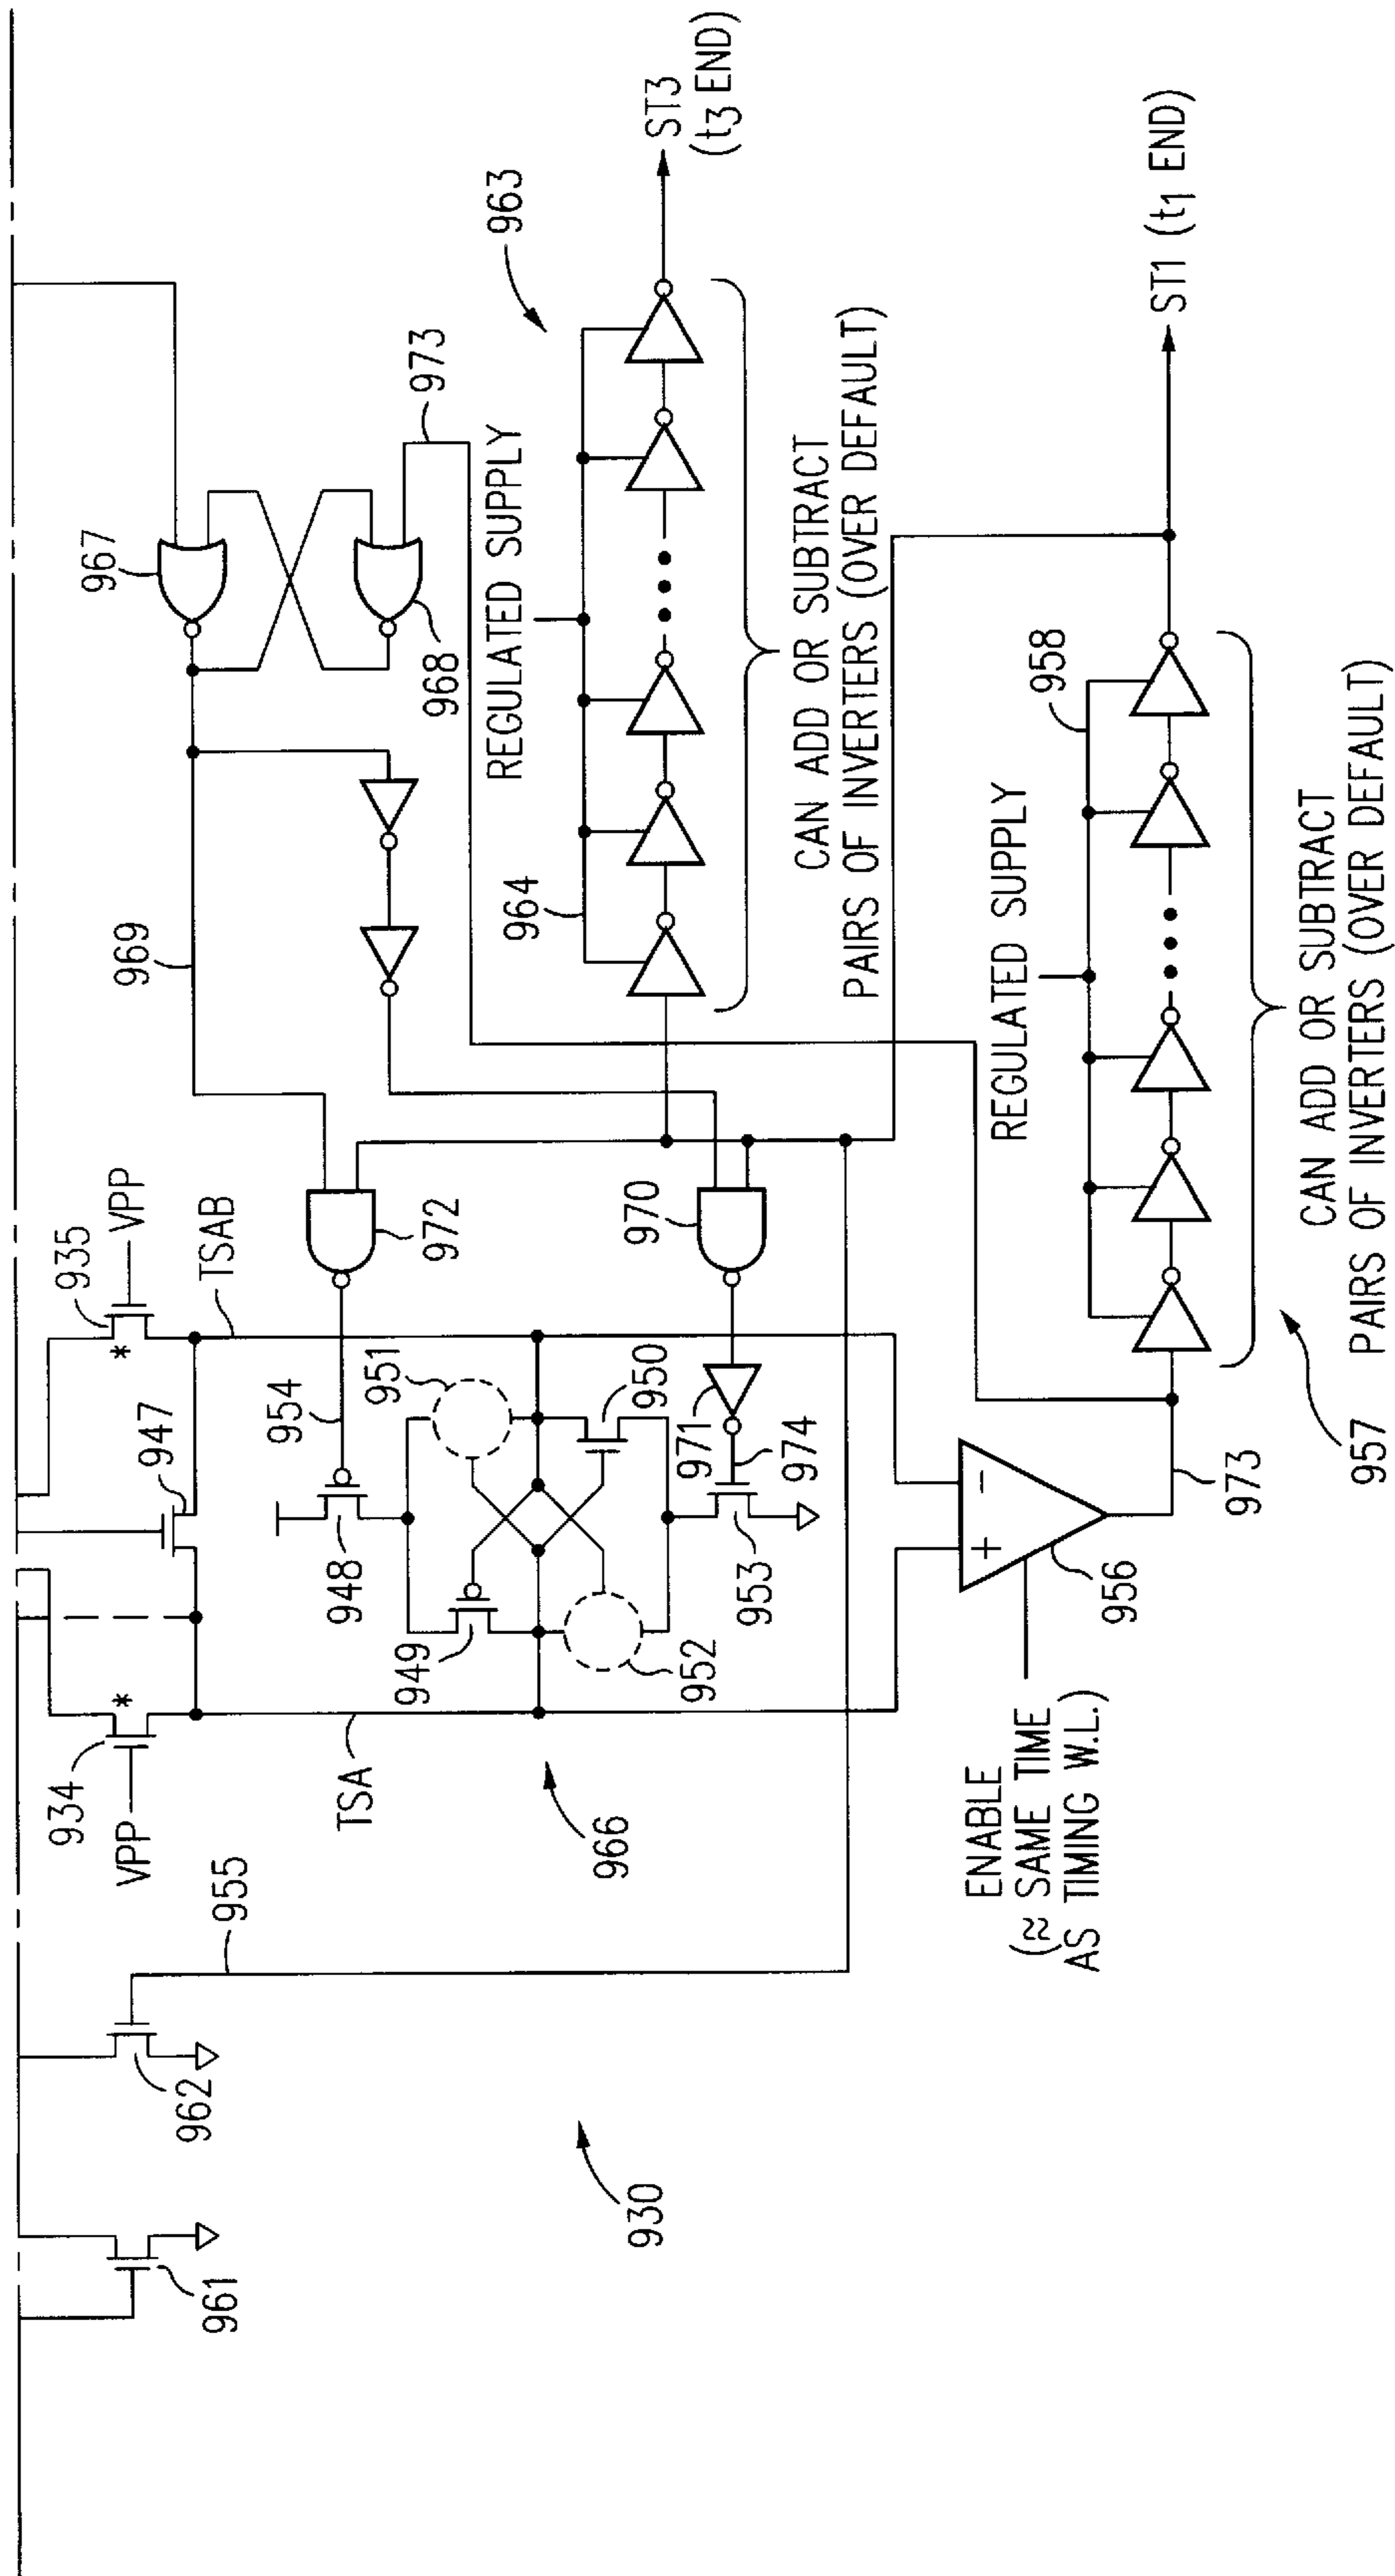 961
962
955
930
934
VPP
*
947
*
935
VPP
TSAB
TSA
966
948
954
949
951
952
950
953
971
974
972
970
969
967
968
973
REGULATED SUPPLY
964
963
ST3
(t3 END)
CAN ADD OR SUBTRACT
PAIRS OF INVERTERS (OVER DEFAULT)
ENABLE
(≈ SAME TIME
AS TIMING W.L.)
+
-
956
973
957
REGULATED SUPPLY
958
ST1 (t1 END)
CAN ADD OR SUBTRACT
PAIRS OF INVERTERS (OVER DEFAULT)